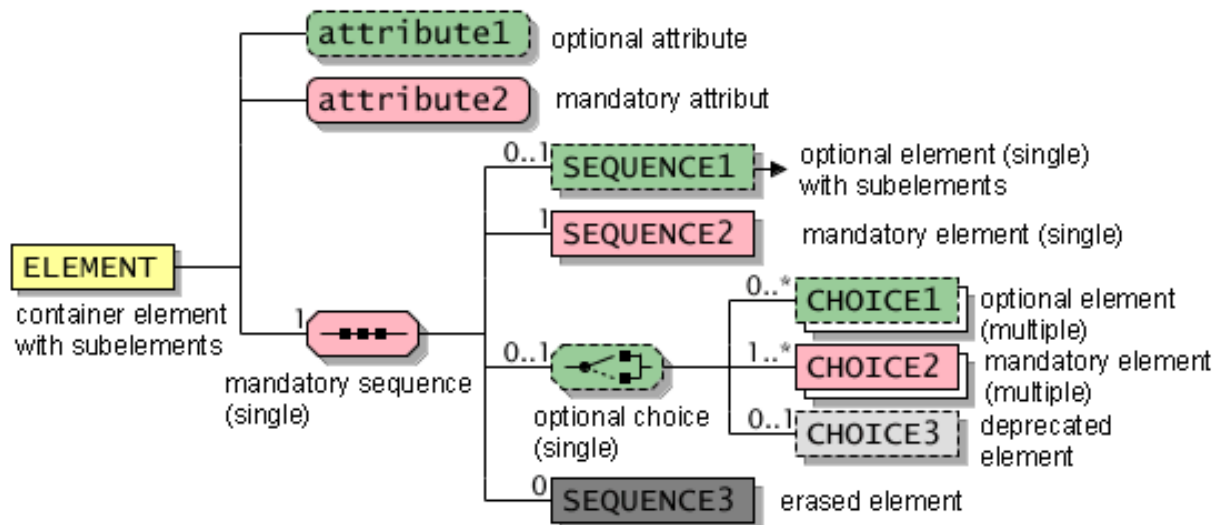 attribute1
optional attribute
attribute2
mandatory attribut
0..1
SEQUENCE1
optional element (single)
with subelements
1
SEQUENCE2
mandatory element (single)
ELEMENT
container element
with subelements
1
mandatory sequence
(single)
0..1
optional choice
(single)
0..*
CHOICE1
optional element
(multiple)
1..*
CHOICE2
mandatory element
(multiple)
0..1
CHOICE3
deprecated
element
0
SEQUENCE3
erased element